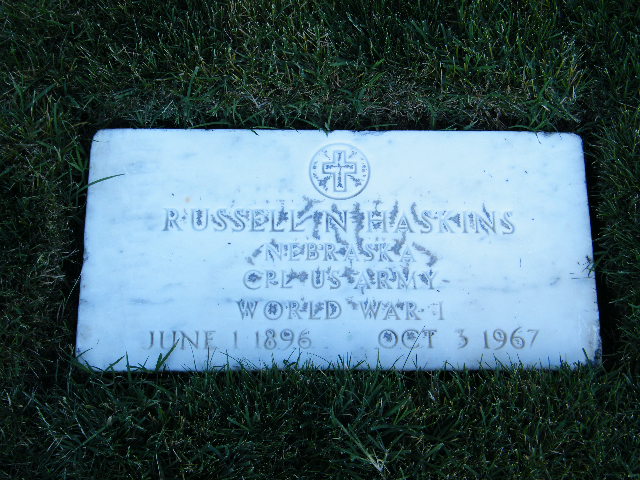 RUSSELL N HASKINS
NEBRASKA
CPL US ARMY
WORLD WAR I
JUNE 1 1896 OCT 3 1967